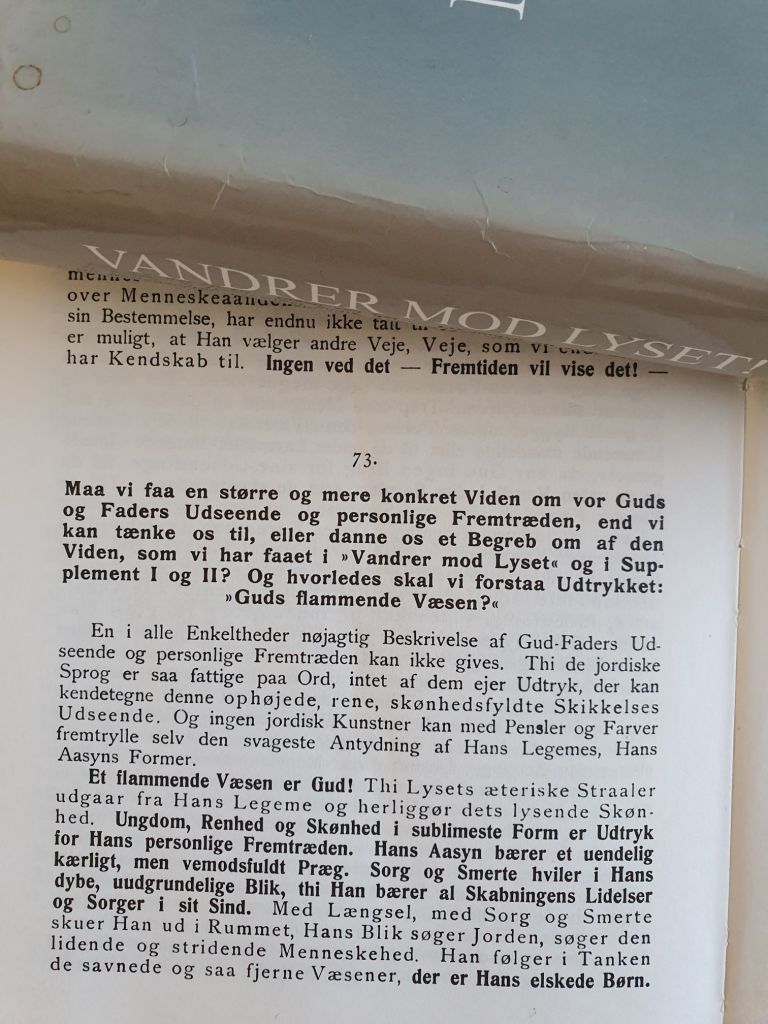 VANDRER MOD LYSET!
over
sin Bestemmelse, har endnu ikke
er muligt, at Han vælger andre Veje, Veje, som
har Kendskab til. Ingen ved det — Fremtiden vil vise det! —
73.
Maa vi faa en større og mere konkret Viden om vor Guds
og Faders Udseende og personlige Fremtræden, end vi
kan tænke os til, eller danne os et Begreb om af den
Viden, som vi har faaet i »Vandrer mod Lyset« og i Sup-
plement I og II? Og hvorledes skal vi forstaa Udtrykket:
»Guds flammende Væsen?«
En i alle Enkeltheder nøjagtig Beskrivelse af Gud-Faders Ud-
seende og personlige Fremtræden kan ikke gives. Thi de jordiske
Sprog er saa fattige paa Ord, intet af dem ejer Udtryk, der kan
kendetegne denne ophøjede, rene, skønhedsfyldte Skikkelses
Udseende. Og ingen jordisk Kunstner kan med Pensler og Farver
fremtrylle selv den svageste Antydning af Hans Legemes, Hans
Aasyns Former.
Et flammende Væsen er Gud! Thi Lysets æteriske Straaler
udgaar fra Hans Legeme og herliggør dets lysende Skøn-
hed. Ungdom, Renhed og Skønhed i sublimeste Form er Udtryk
for Hans personlige Fremtræden. Hans Aasyn bærer et uendelig
kærligt, men vemodsfuldt Præg. Sorg og Smerte hviler i Hans
dybe, uudgrundelige Blik, thi Han bærer al Skabningens Lidelser
og Sorger i sit Sind. Med Længsel, med Sorg og Smerte
skuer Han ud i Rummet, Hans Blik søger Jorden, søger den
lidende og stridende Menneskehed. Han følger i Tanken
de savnede og saa fjerne Væsener, der er Hans elskede Børn.